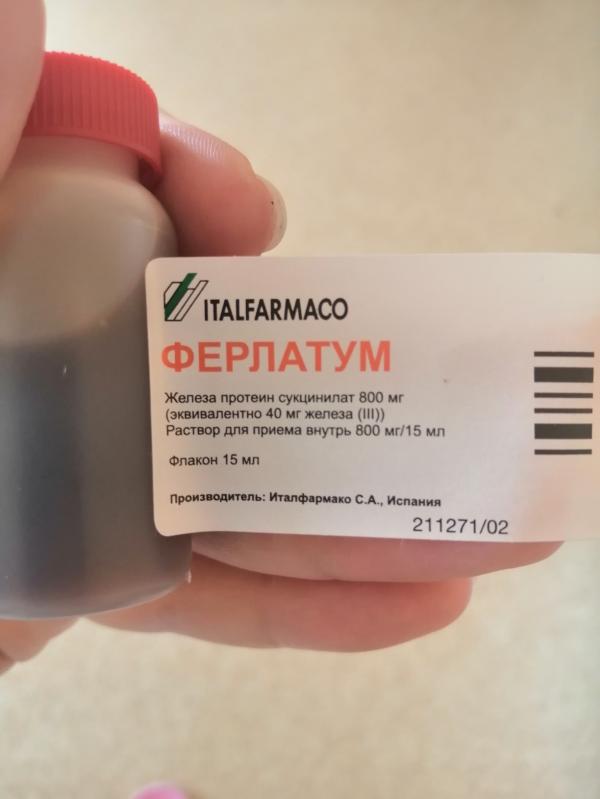 ITALFARMACO
ФЕРЛАТУМ
Железа протеин сукцинилат 800 мг
(эквивалентно 40 мг железа (III))
Раствор для приема внутрь 800 мг/15 мл
Флакон 15 мл
Производитель: Италфармако С.А., Испания
211271/02